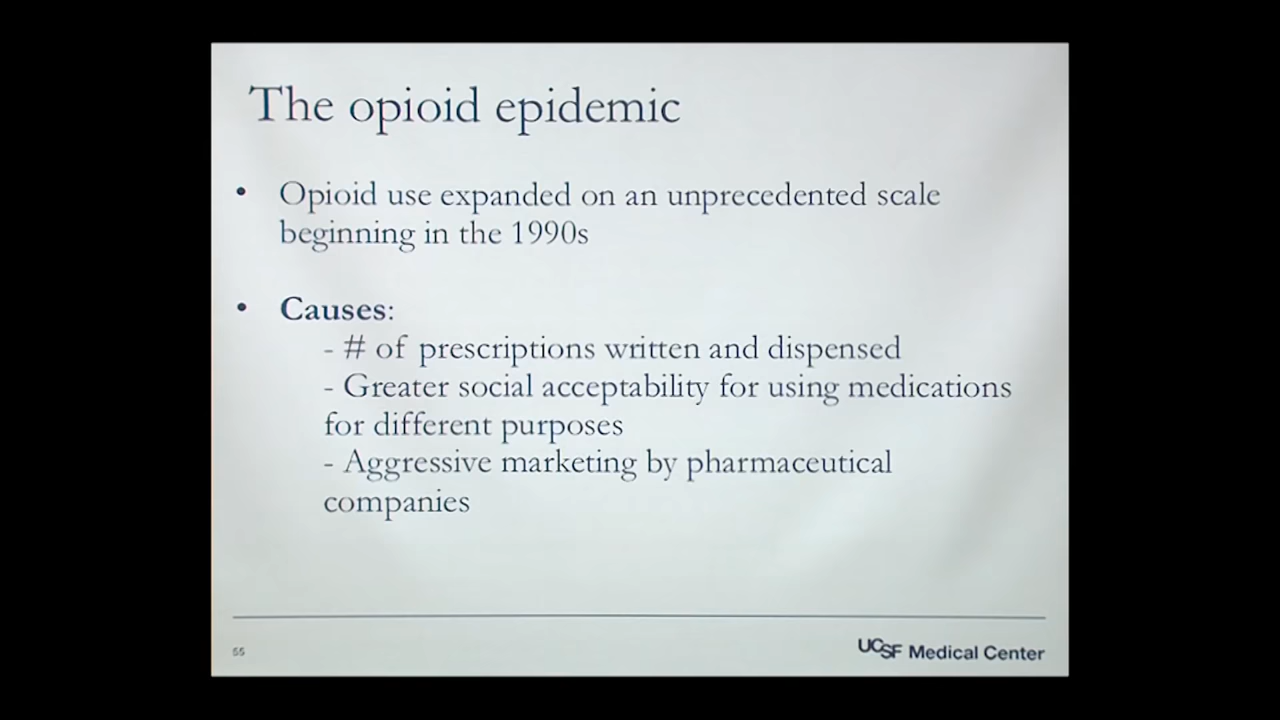 The opioid epidemic
• Opioid use expanded on an unprecedented scale
beginning in the 1990s
• Causes:
- # of prescriptions written and dispensed
- Greater social acceptability for using medications
for different purposes
- Aggressive marketing by pharmaceutical
companies
55
UCSF Medical Center